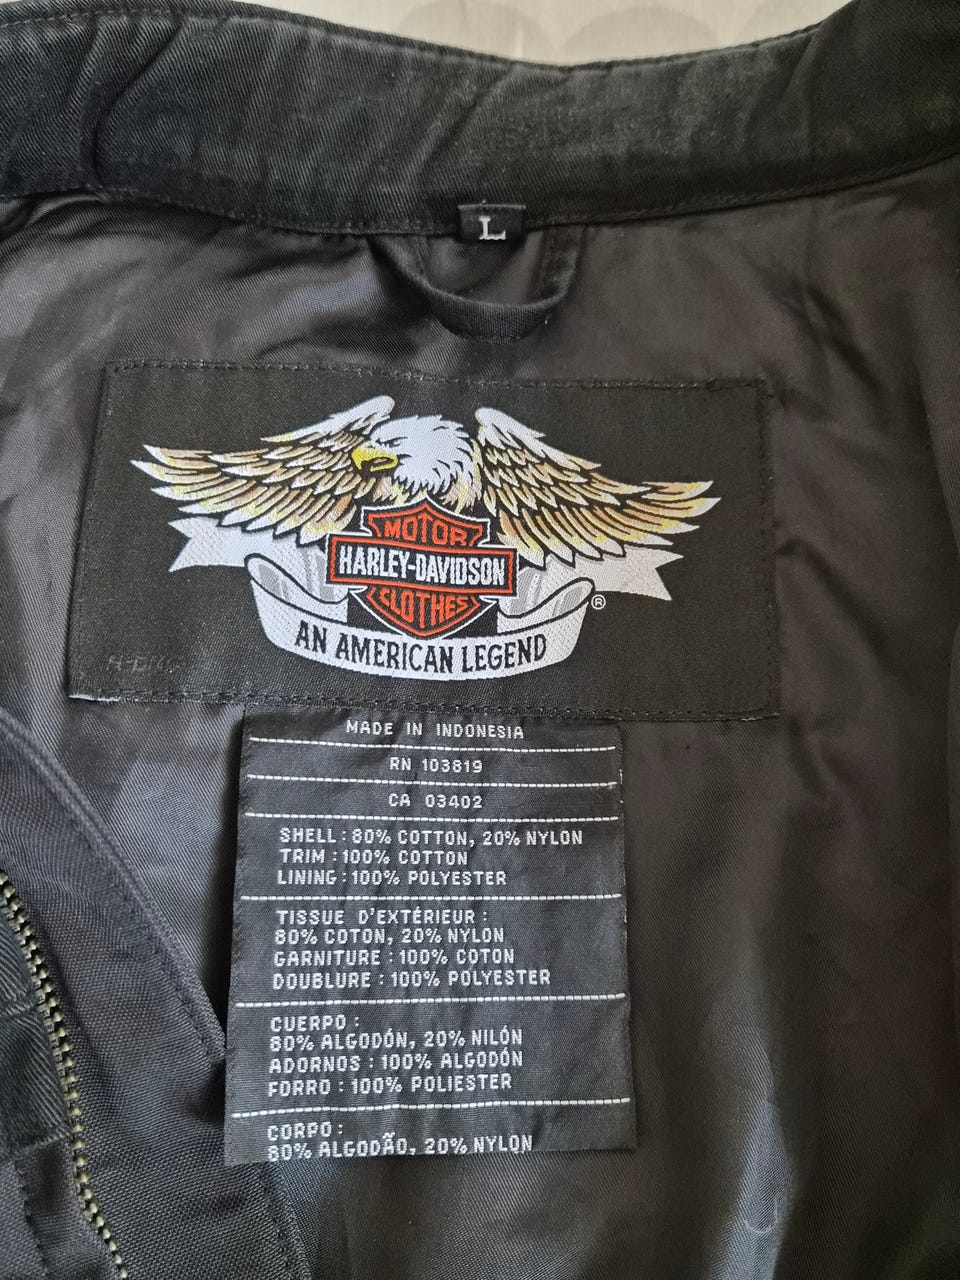 L
MOTOR
HARLEY-DAVIDSON
CLOTHES
®
AN AMERICAN LEGEND
MADE IN INDONESIA
RN 103819
CA 03402
SHELL : 80% COTTON, 20% NYLON
TRIM : 100% COTTON
LINING : 100% POLYESTER
TISSUE D'EXTÉRIEUR :
80% COTON, 20% NYLON
GARNITURE : 100% COTON
DOUBLURE : 100% POLYESTER
CUERPO :
80% ALGODÓN, 20% NILÓN
ADORNOS : 100% ALGODÓN
FORRO : 100% POLIESTER
CORPO :
80% ALGODÃO, 20% NYLON